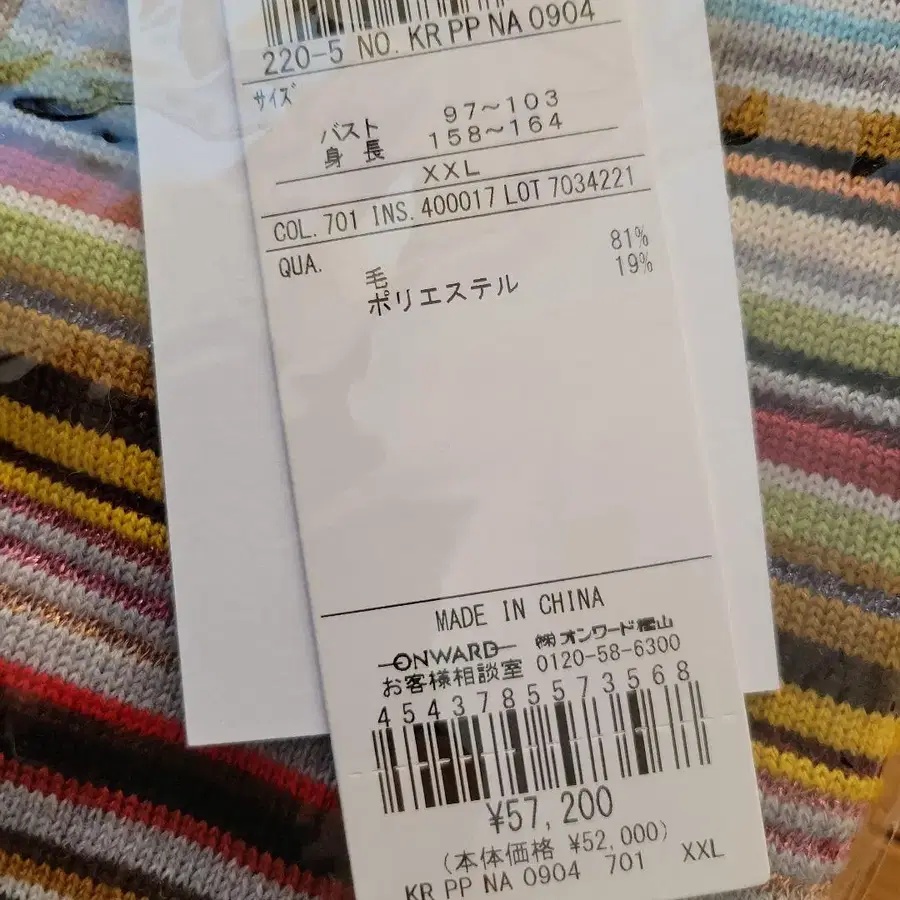 220-5 NO. KR PP NA 0904
サイズ
バスト 97～103
身長 158～164
XXL
COL. 701 INS. 400017 LOT 7034221
QUA.
毛 81%
ポリエステル 19%
MADE IN CHINA
ONWARD ㈱オンワード樫山
お客様相談室 0120-58-6300
4543785573568
¥57,200
(本体価格 ¥52,000)
KR PP NA 0904 701 XXL